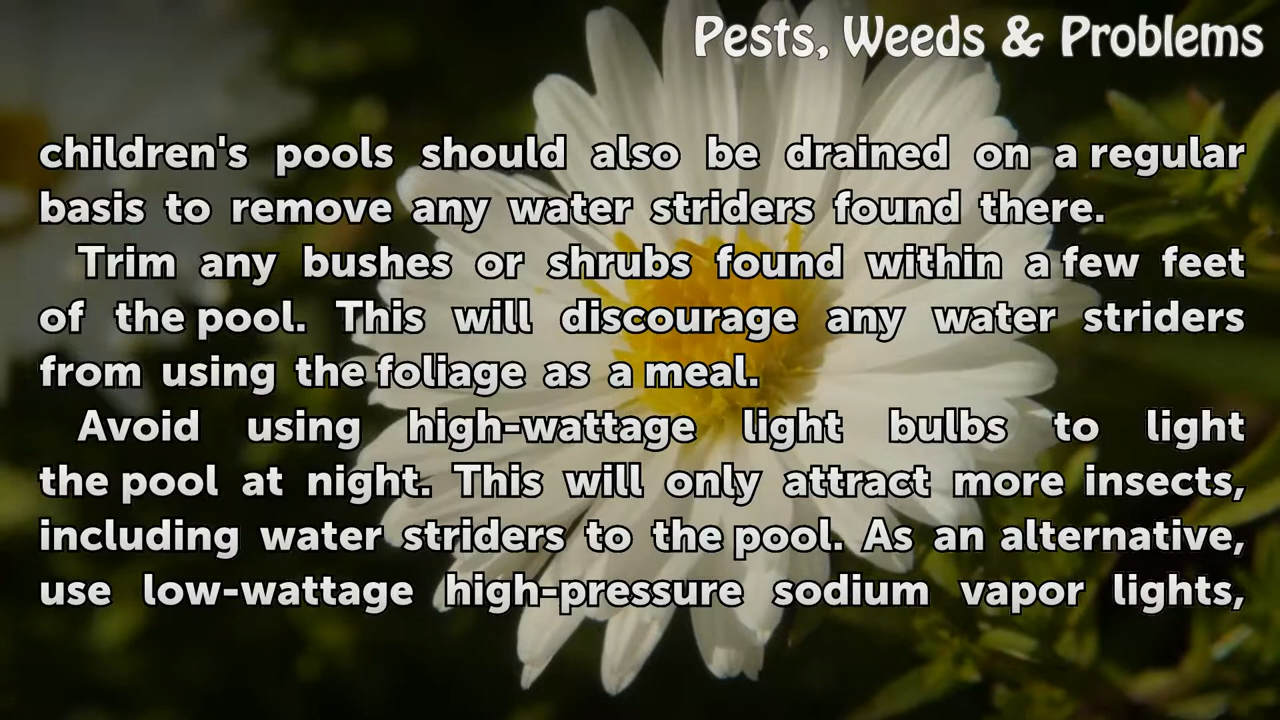 Pests, Weeds & Problems
children's pools should also be drained on a regular
basis to remove any water striders found there.
Trim any bushes or shrubs found within a few feet
of the pool. This will discourage any water striders
from using the foliage as a meal.
Avoid using high-wattage light bulbs to light
the pool at night. This will only attract more insects,
including water striders to the pool. As an alternative,
use low-wattage high-pressure sodium vapor lights,